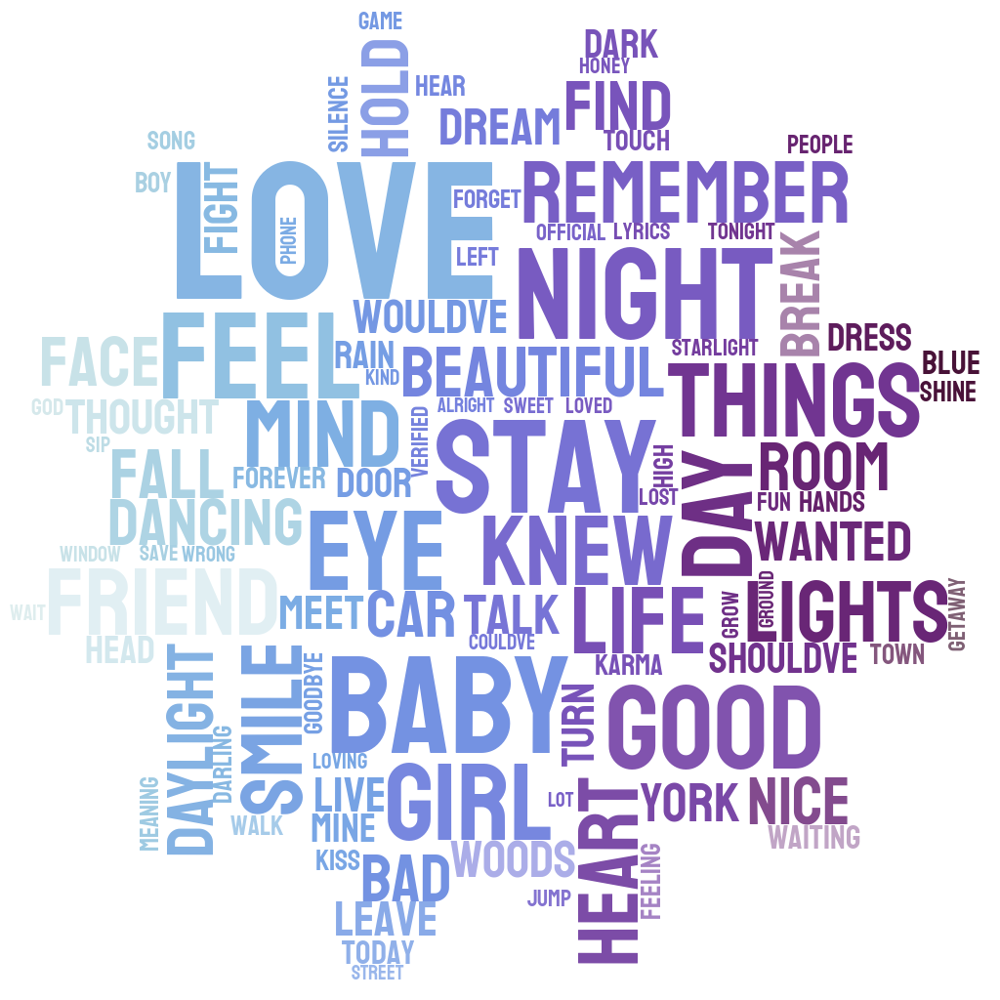 GAME
DARK
HONEY
HOLD
HEAR
SILENCE
DREAM
FIND
TOUCH
SONG
PEOPLE
BOY
LOVE
FIGHT
PHONE
FORGET
REMEMBER
OFFICIAL
LYRICS
TONIGHT
LEFT
NIGHT
BREAK
WOULDVE
FEEL
FACE
RAIN
KIND
BEAUTIFUL
STARLIGHT
DRESS
BLUE
SHINE
THINGS
GOD
THOUGHT
MIND
ALRIGHT
SWEET
LOVED
VERIFIED
STAY
SIP
FALL
FOREVER
DOOR
HIGH
LOST
DAY
ROOM
FUN
HANDS
DANCING
EYE
KNEW
WANTED
WINDOW
SAVE
WRONG
FRIEND
WAIT
MEET
CAR
TALK
COULDVE
LIFE
GROW
GROUND
LIGHTS
GETAWAY
HEAD
KARMA
SHOULDVE
TOWN
DAYLIGHT
SMILE
GOODBYE
BABY
TURN
GOOD
DARLING
MEANING
LOVING
LIVE
GIRL
LOT
HEART
YORK
NICE
WALK
MINE
WAITING
KISS
BAD
WOODS
FEELING
JUMP
LEAVE
TODAY
STREET